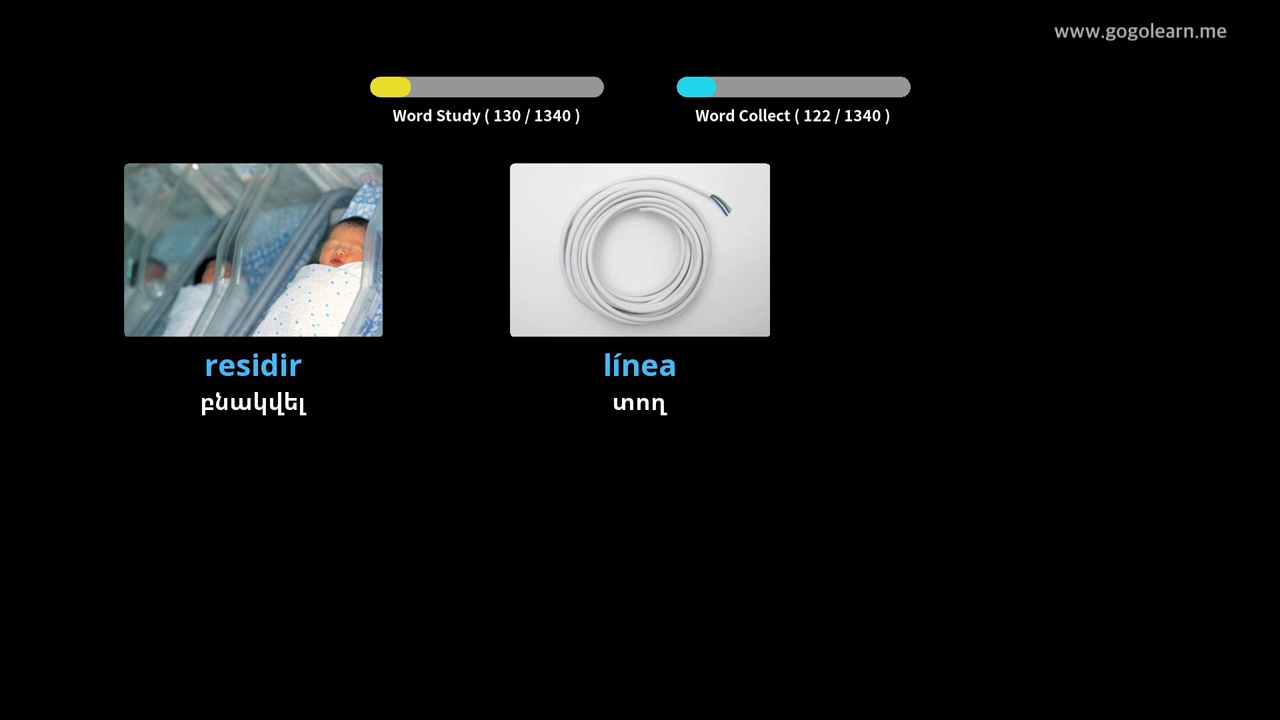 www.gogolearn.me
Word Study ( 130 / 1340 )
Word Collect ( 122 / 1340 )
residir
բնակվել
línea
տող